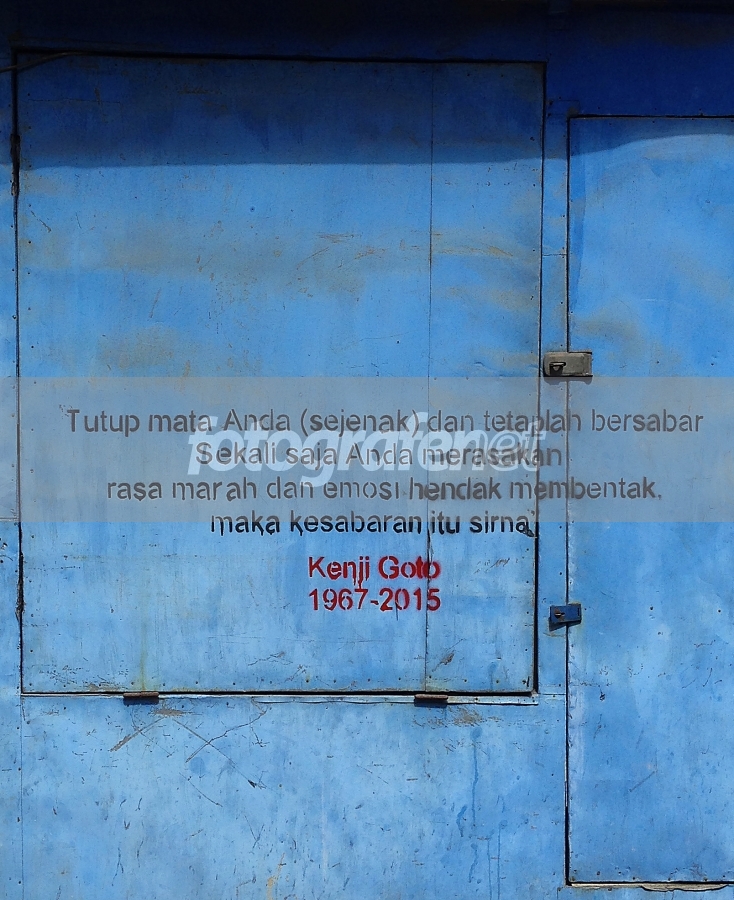 Tutup mata Anda (sejenak) dan tetaplah bersabar
fotografer.net
Sekali saja Anda merasakan
rasa marah dan emosi hendak membentak,
maka kesabaran itu sirna
Kenji Goto
1967-2015